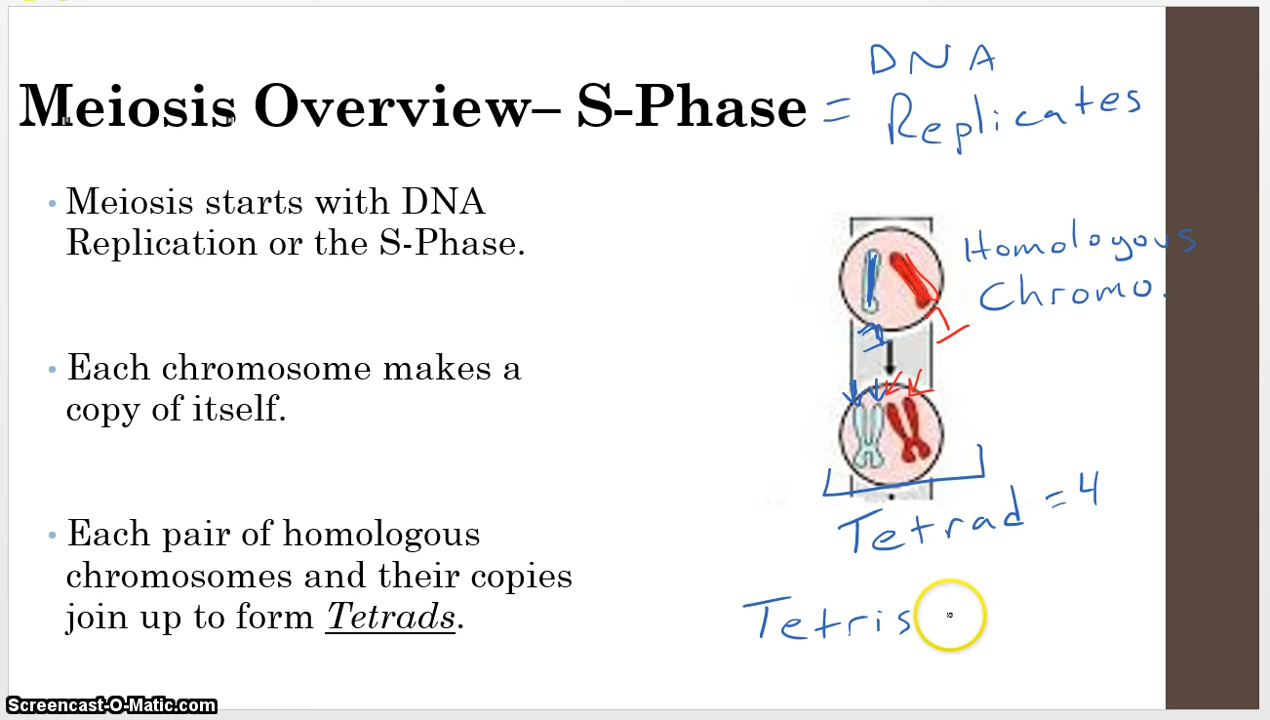 DNA
Meiosis Overview– S-Phase = Replicates
• Meiosis starts with DNA
Replication or the S-Phase.
Homologous
Chromo.
1
1
• Each chromosome makes a
copy of itself.
Tetrad = 4
• Each pair of homologous
chromosomes and their copies
join up to form Tetrads.
Tetris
Screencast-O-Matic.com